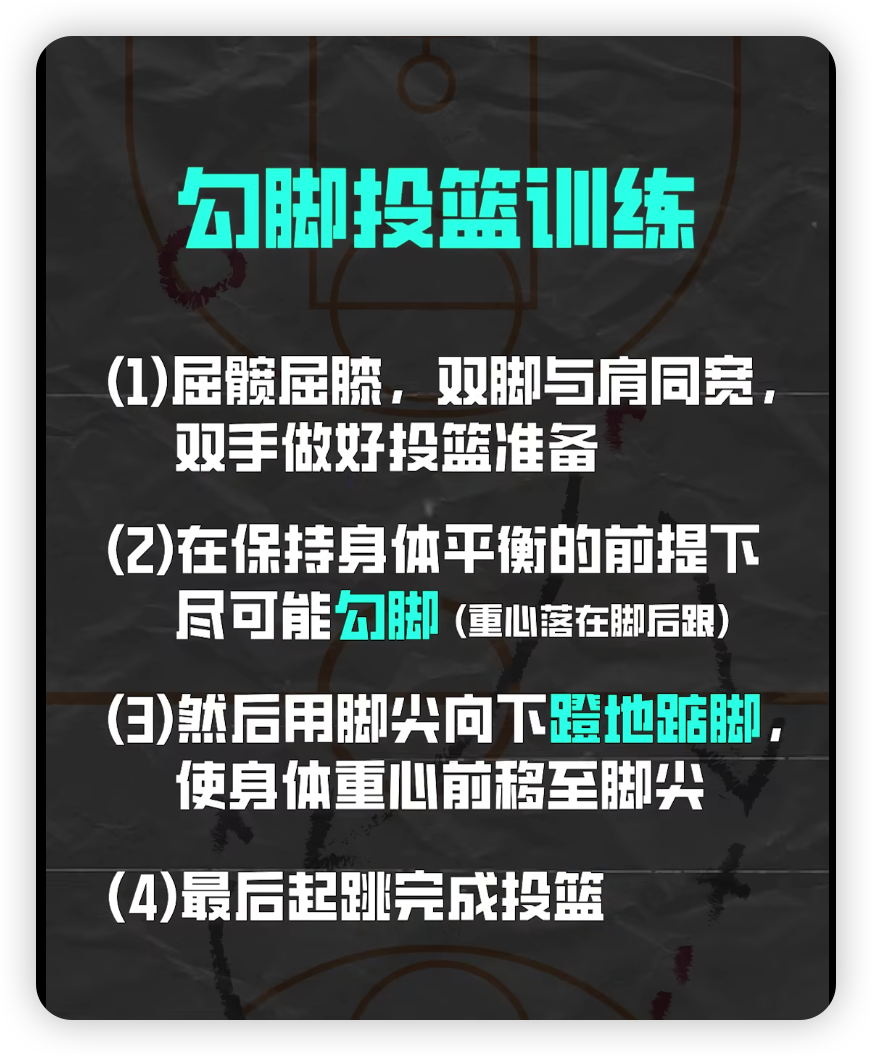 勾脚投篮训练
(1)屈髋屈膝，双脚与肩同宽，
双手做好投篮准备
(2)在保持身体平衡的前提下
尽可能勾脚（重心落在脚后跟）
(3)然后用脚尖向下蹬地踮脚，
使身体重心前移至脚尖
(4)最后起跳完成投篮